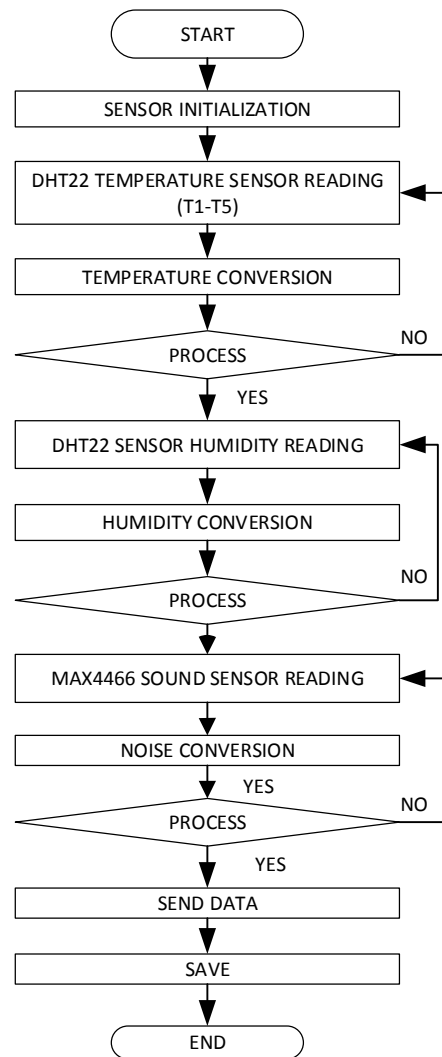 START
SENSOR INITIALIZATION
DHT22 TEMPERATURE SENSOR READING
(T1-T5)
TEMPERATURE CONVERSION
PROCESS
NO
YES
DHT22 SENSOR HUMIDITY READING
HUMIDITY CONVERSION
PROCESS
NO
MAX4466 SOUND SENSOR READING
NOISE CONVERSION
YES
PROCESS
NO
YES
SEND DATA
SAVE
END